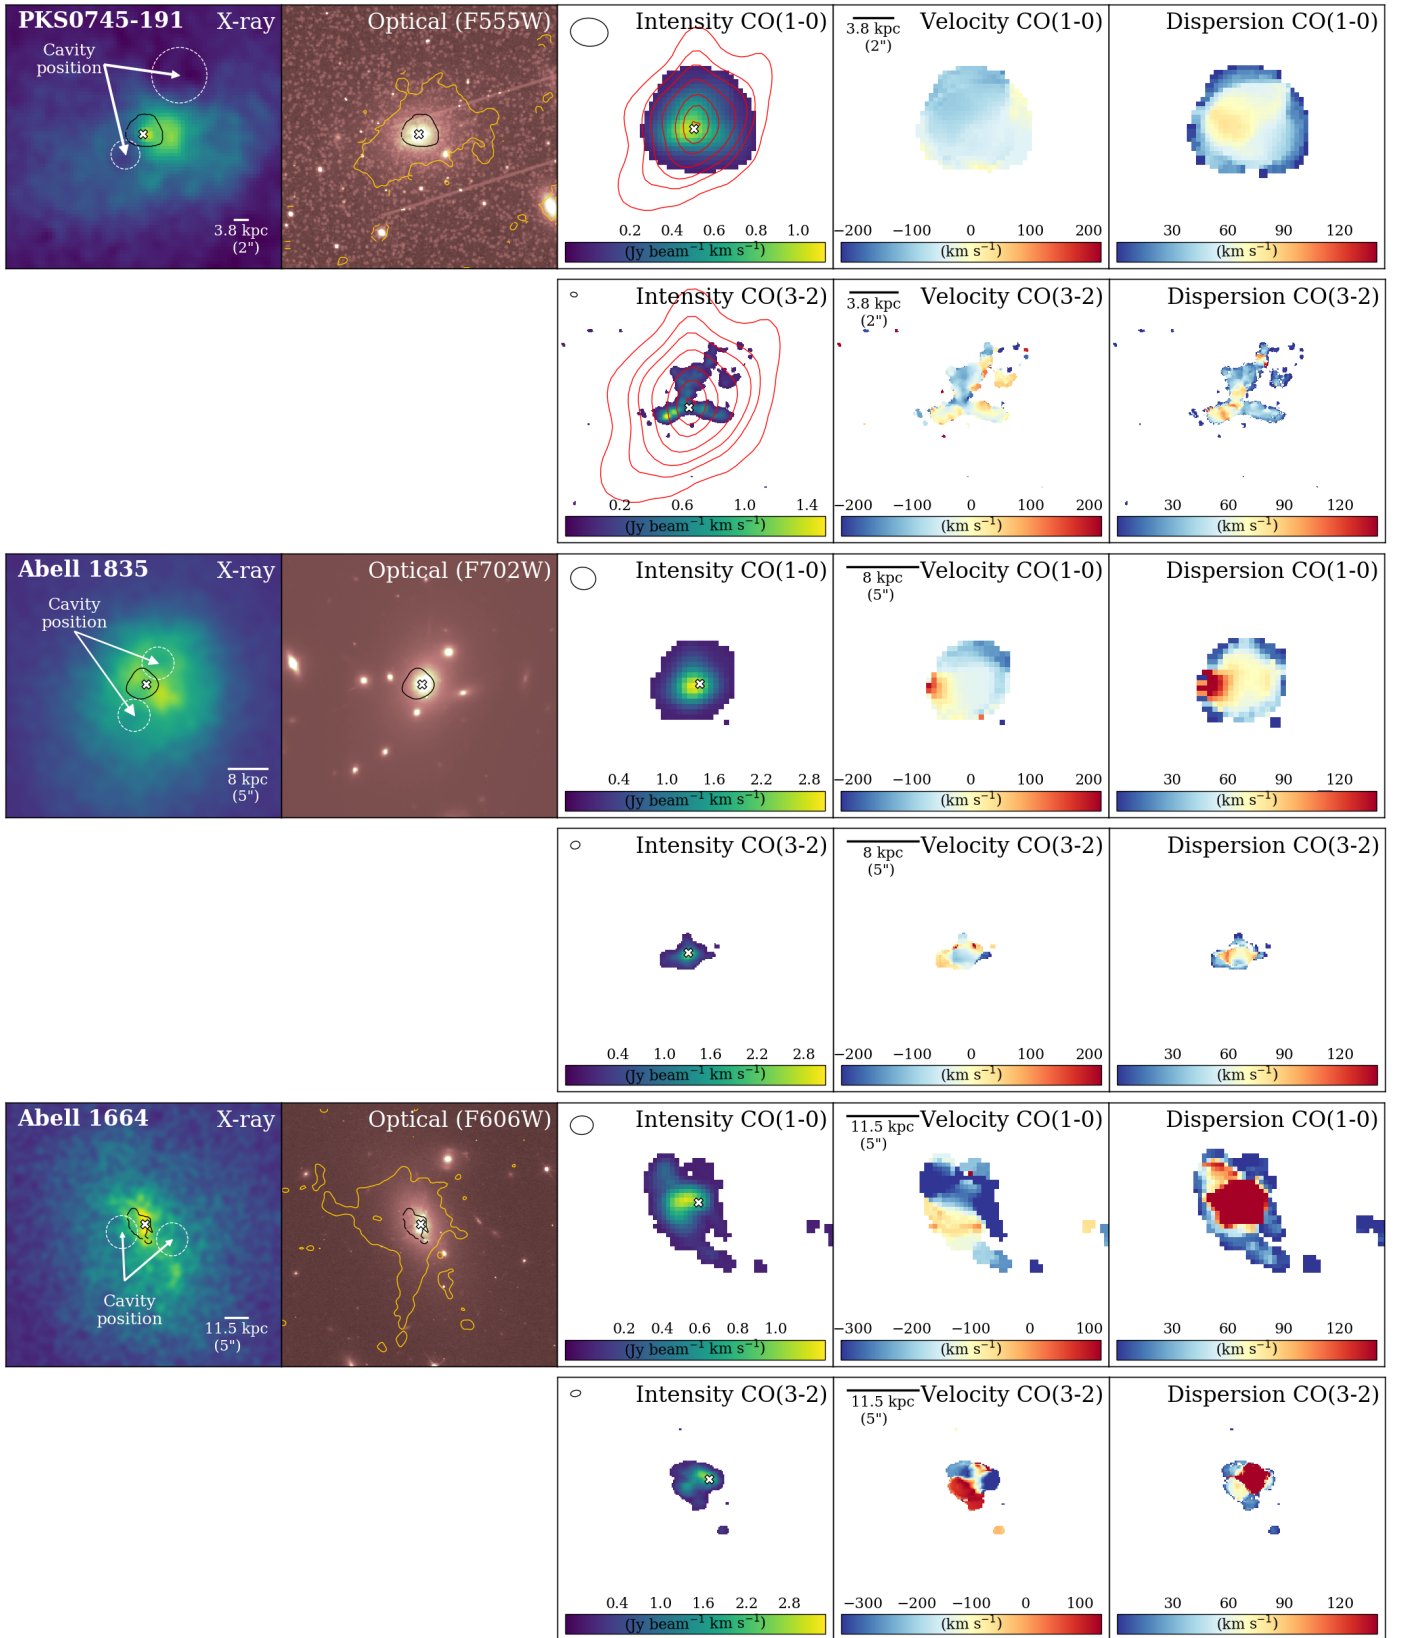 PKS0745-191 X-ray
Cavity
position
3.8 kpc
(2")
Optical (F555W)
Intensity CO(1-0)
0.2 0.4 0.6 0.8 1.0
(Jy beam⁻¹ km s⁻¹)
3.8 kpc
(2")
Velocity CO(1-0)
−200 −100 0 100 200
(km s⁻¹)
Dispersion CO(1-0)
30 60 90 120
(km s⁻¹)
Intensity CO(3-2)
0.2 0.6 1.0 1.4
(Jy beam⁻¹ km s⁻¹)
3.8 kpc
(2")
Velocity CO(3-2)
−200 −100 0 100 200
(km s⁻¹)
Dispersion CO(3-2)
30 60 90 120
(km s⁻¹)
Abell 1835 X-ray
Cavity
position
8 kpc
(5")
Optical (F702W)
Intensity CO(1-0)
0.4 1.0 1.6 2.2 2.8
(Jy beam⁻¹ km s⁻¹)
8 kpc
(5")
Velocity CO(1-0)
−200 −100 0 100 200
(km s⁻¹)
Dispersion CO(1-0)
30 60 90 120
(km s⁻¹)
Intensity CO(3-2)
0.4 1.0 1.6 2.2 2.8
(Jy beam⁻¹ km s⁻¹)
8 kpc
(5")
Velocity CO(3-2)
−200 −100 0 100 200
(km s⁻¹)
Dispersion CO(3-2)
30 60 90 120
(km s⁻¹)
Abell 1664 X-ray
Cavity
position
11.5 kpc
(5")
Optical (F606W)
Intensity CO(1-0)
0.2 0.4 0.6 0.8 1.0
(Jy beam⁻¹ km s⁻¹)
11.5 kpc
(5")
Velocity CO(1-0)
−300 −200 −100 0 100
(km s⁻¹)
Dispersion CO(1-0)
30 60 90 120
(km s⁻¹)
Intensity CO(3-2)
0.4 1.0 1.6 2.2 2.8
(Jy beam⁻¹ km s⁻¹)
11.5 kpc
(5")
Velocity CO(3-2)
−300 −200 −100 0 100
(km s⁻¹)
Dispersion CO(3-2)
30 60 90 120
(km s⁻¹)